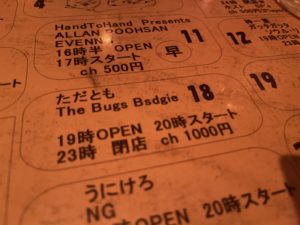 4
HandToHand Presents
ALLAN POOHSAN
EVENN
11
16時半 OPEN
早
17時スタート
ch 500円
12
ただとも
18
The Bugs Bsdgie
19
19時OPEN 20時スタート
23時 閉店 ch 1000円
うにけろ
NG
OPEN 20時スタート